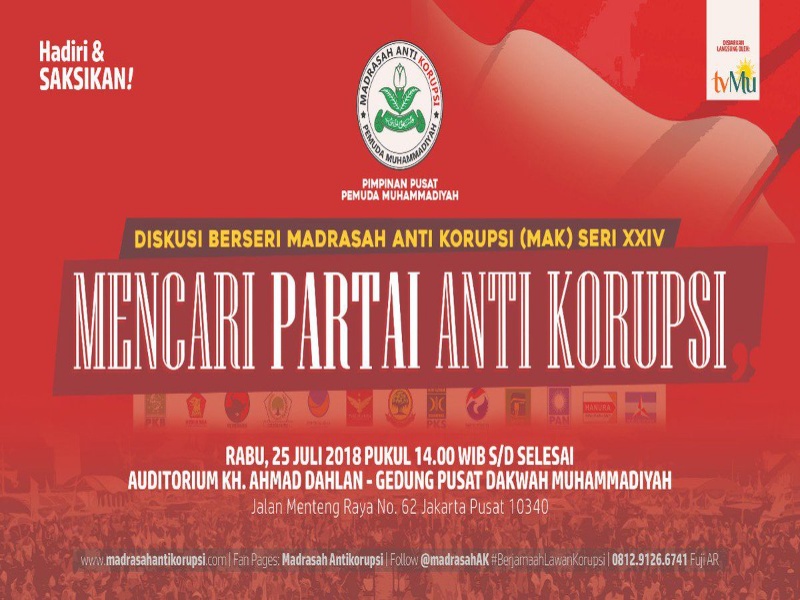 Hadiri &
SAKSIKAN!
DISIARKAN
LANGSUNG OLEH:
tvMu
MADRASAH ANTI KORUPSI
PEMUDA MUHAMMADIYAH
PIMPINAN PUSAT
PEMUDA MUHAMMADIYAH
DISKUSI BERSERI MADRASAH ANTI KORUPSI (MAK) SERI XXIV
MENCARI PARTAI ANTI KORUPSI
PKB
PKS
PAN
HANURA
RABU, 25 JULI 2018 PUKUL 14.00 WIB S/D SELESAI
AUDITORIUM KH. AHMAD DAHLAN - GEDUNG PUSAT DAKWAH MUHAMMADIYAH
Jalan Menteng Raya No. 62 Jakarta Pusat 10340
www.madrasahantikorupsi.com | Fan Pages: Madrasah Antikorupsi | Follow @madrasahAK #BerjamaahLawanKorupsi | 0812.9126.6741 Fuji AR